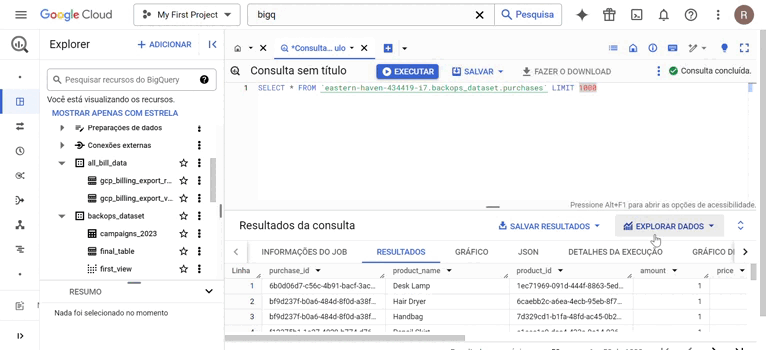 Google Cloud
My First Project
bigq
Pesquisa
R
Explorer
+ ADICIONAR
Pesquisar recursos do BigQuery
Você está visualizando os recursos.
MOSTRAR APENAS COM ESTRELA
Preparações de dados
Conexões externas
all_bill_data
gcp_billing_export_r...
gcp_billing_export_v...
backops_dataset
campaigns_2023
final_table
first_view
RESUMO
Nada foi selecionado no momento
*Consulta... ulo
Consulta sem título
EXECUTAR
SALVAR
FAZER O DOWNLOAD
Consulta concluída.
1 SELECT * FROM `eastern-haven-434419-i7.backops_dataset.purchases` LIMIT 1000
Pressione Alt+F1 para abrir as opções de acessibilidade.
Resultados da consulta
SALVAR RESULTADOS
EXPLORAR DADOS
INFORMAÇÕES DO JOB
RESULTADOS
GRÁFICO
JSON
DETALHES DA EXECUÇÃO
GRÁFICO D
Linha purchase_id product_name product_id amount price
1 6b0d06d7-c56c-4b91-bacf-3ac... Desk Lamp 1ec71969-091d-444f-8863-5ed... 1
2 bf9d237f-b0a6-484d-8f0d-a38f... Hair Dryer 6caebb2c-a6ea-4ecb-95eb-8f7... 1
3 bf9d237f-b0a6-484d-8f0d-a38f... Handbag 7d329cd1-b1fa-48fd-ac45-0b2... 1